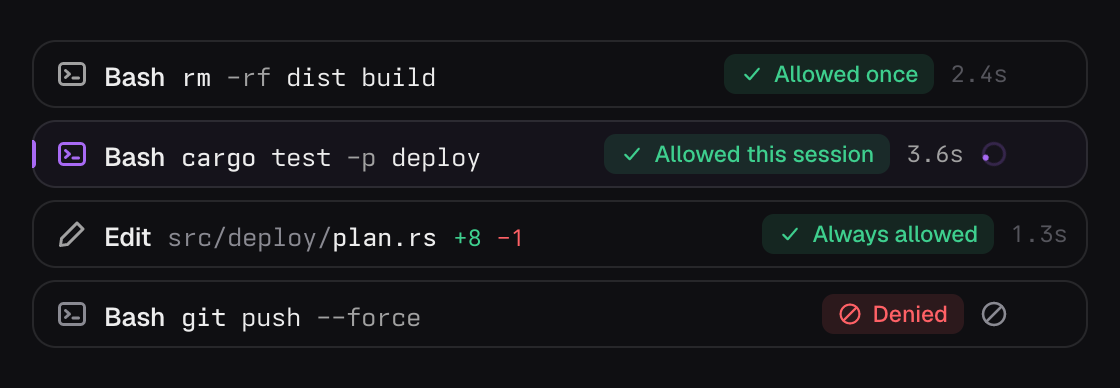 Bash rm -rf dist build Allowed once 2.4s
Bash cargo test -p deploy Allowed this session 3.6s
Edit src/deploy/plan.rs +8 −1 Always allowed 1.3s
Bash git push --force Denied